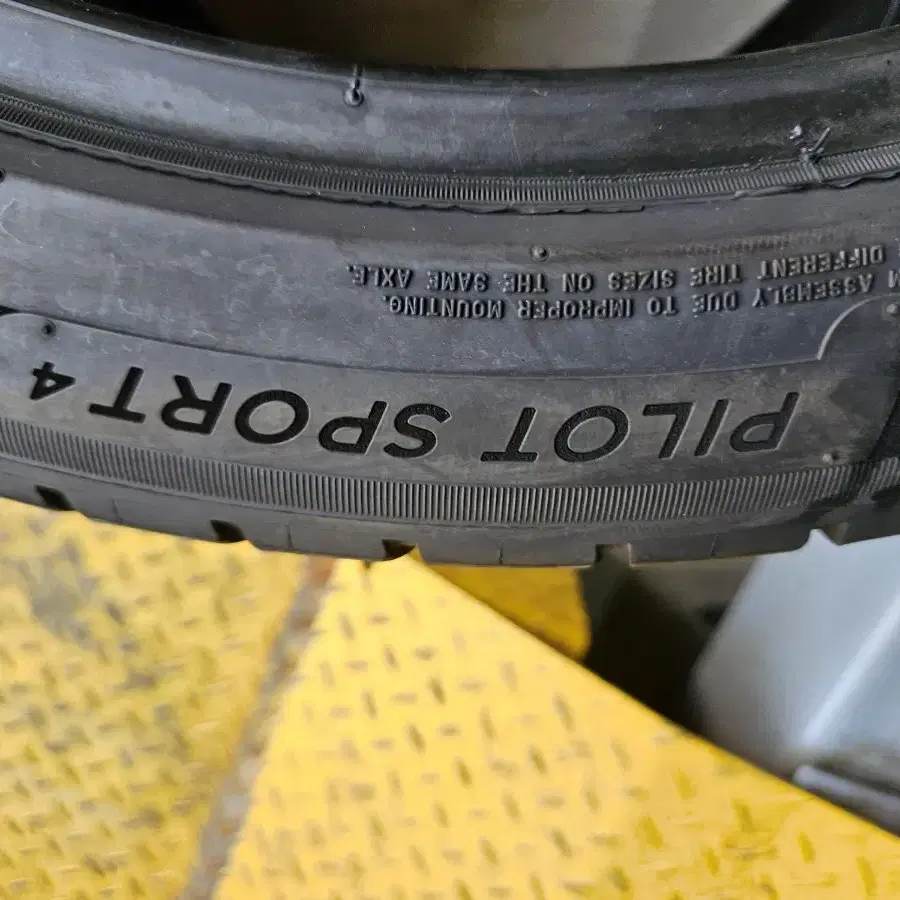 PILOT SPORT 4
ASSEMBLY DUE TO IMPROPER MOUNTING.
DIFFERENT TIRE SIZES ON THE SAME AXLE.